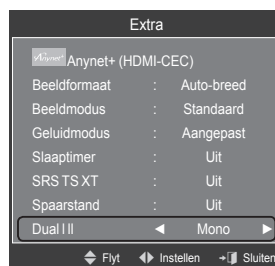 Extra
Anynet+ Anynet+ (HDMI-CEC)
Beeldformaat : Auto-breed
Beeldmodus : Standaard
Geluidmodus : Aangepast
Slaaptimer : Uit
SRS TS XT : Uit
Spaarstand : Uit
Dual I II ◀ Mono ▶
Flyt Instellen Sluiten